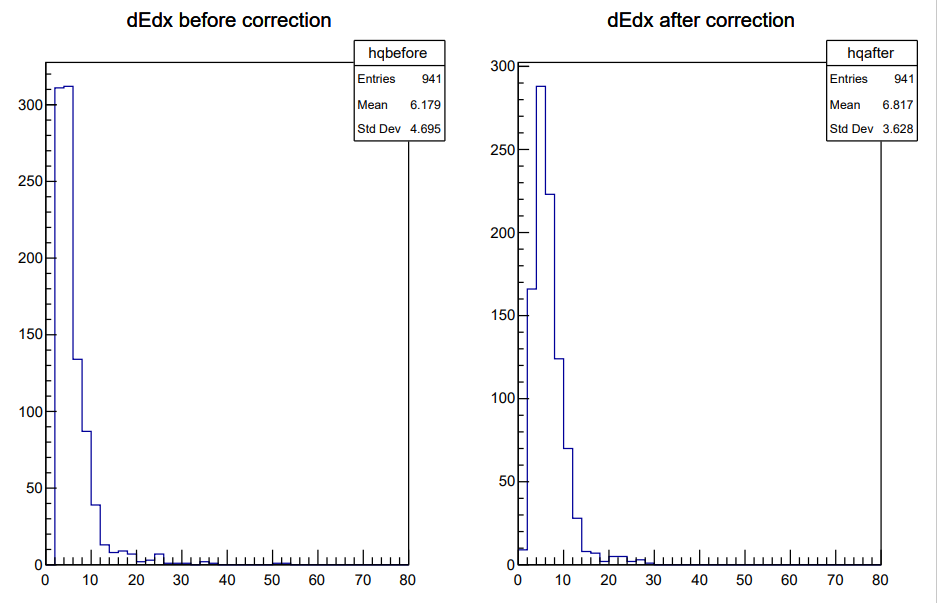 dEdx before correction
hqbefore
Entries 941
Mean 6.179
Std Dev 4.695
300
250
200
150
100
50
0
0 10 20 30 40 50 60 70 80
dEdx after correction
hqafter
Entries 941
Mean 6.817
Std Dev 3.628
300
250
200
150
100
50
0
0 10 20 30 40 50 60 70 80